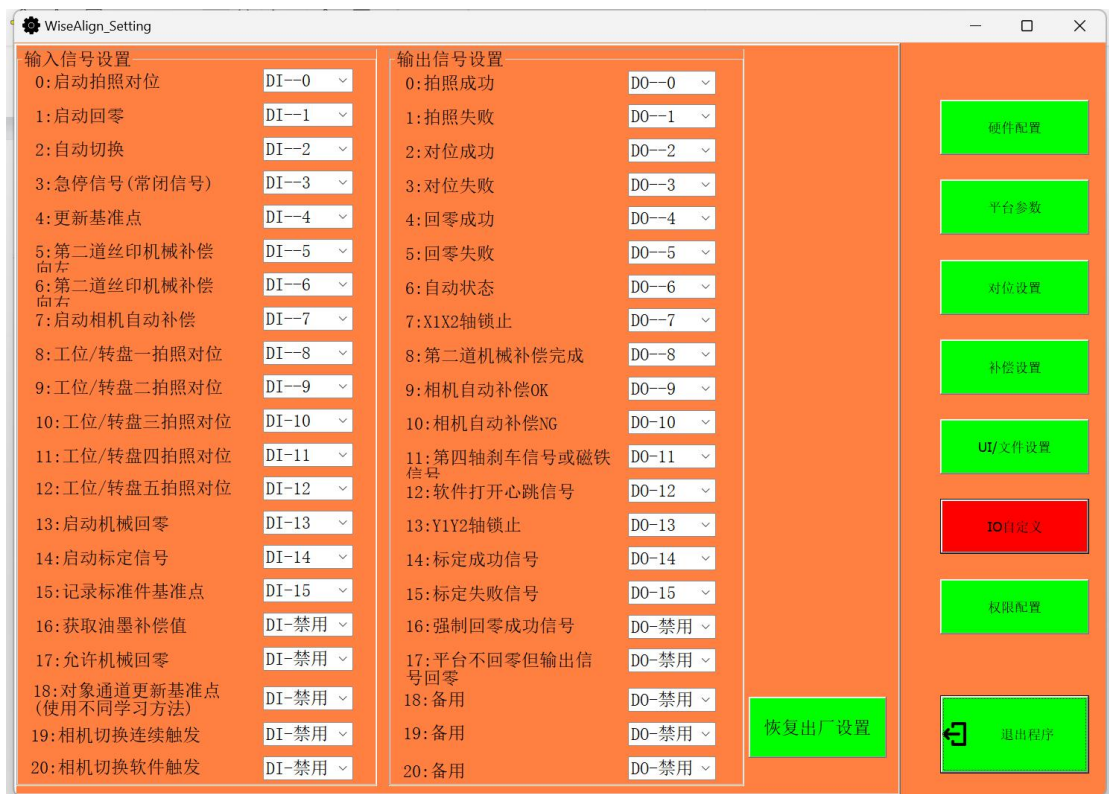 WiseAlign_Setting
输入信号设置
0:启动拍照对位 DI--0
1:启动回零 DI--1
2:自动切换 DI--2
3:急停信号(常闭信号) DI--3
4:更新基准点 DI--4
5:第二道丝印机械补偿 DI--5
向左
6:第二道丝印机械补偿 DI--6
向右
7:启动相机自动补偿 DI--7
8:工位/转盘一拍照对位 DI--8
9:工位/转盘二拍照对位 DI--9
10:工位/转盘三拍照对位 DI-10
11:工位/转盘四拍照对位 DI-11
12:工位/转盘五拍照对位 DI-12
13:启动机械回零 DI-13
14:启动标定信号 DI-14
15:记录标准件基准点 DI-15
16:获取油墨补偿值 DI-禁用
17:允许机械回零 DI-禁用
18:对象通道更新基准点 DI-禁用
(使用不同学习方法)
19:相机切换连续触发 DI-禁用
20:相机切换软件触发 DI-禁用
输出信号设置
0:拍照成功 DO--0
1:拍照失败 DO--1
2:对位成功 DO--2
3:对位失败 DO--3
4:回零成功 DO--4
5:回零失败 DO--5
6:自动状态 DO--6
7:X1X2轴锁止 DO--7
8:第二道机械补偿完成 DO--8
9:相机自动补偿OK DO--9
10:相机自动补偿NG DO-10
11:第四轴刹车信号或磁铁 DO-11
信号
12:软件打开心跳信号 DO-12
13:Y1Y2轴锁止 DO-13
14:标定成功信号 DO-14
15:标定失败信号 DO-15
16:强制回零成功信号 DO-禁用
17:平台不回零但输出信 DO-禁用
号回零
18:备用 DO-禁用
19:备用 DO-禁用
20:备用 DO-禁用
恢复出厂设置
硬件配置
平台参数
对位设置
补偿设置
UI/文件设置
IO自定义
权限配置
退出程序